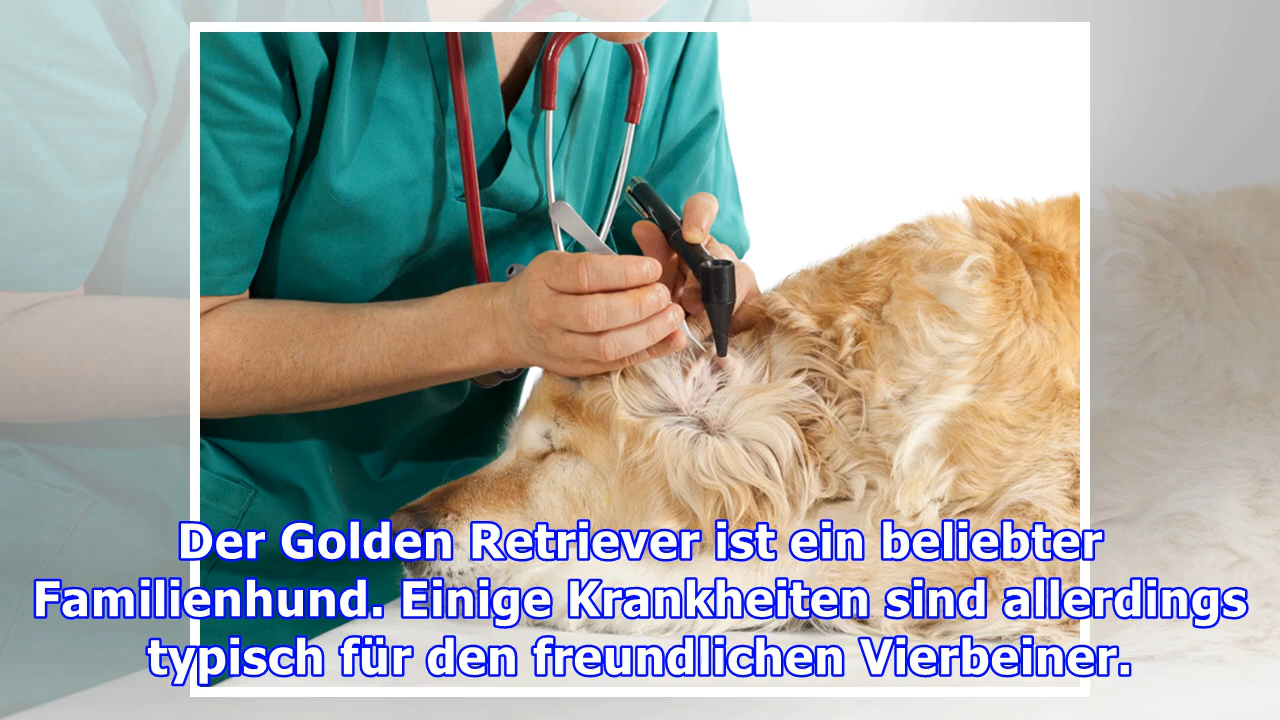 Der Golden Retriever ist ein beliebter
Familienhund. Einige Krankheiten sind allerdings
typisch für den freundlichen Vierbeiner.